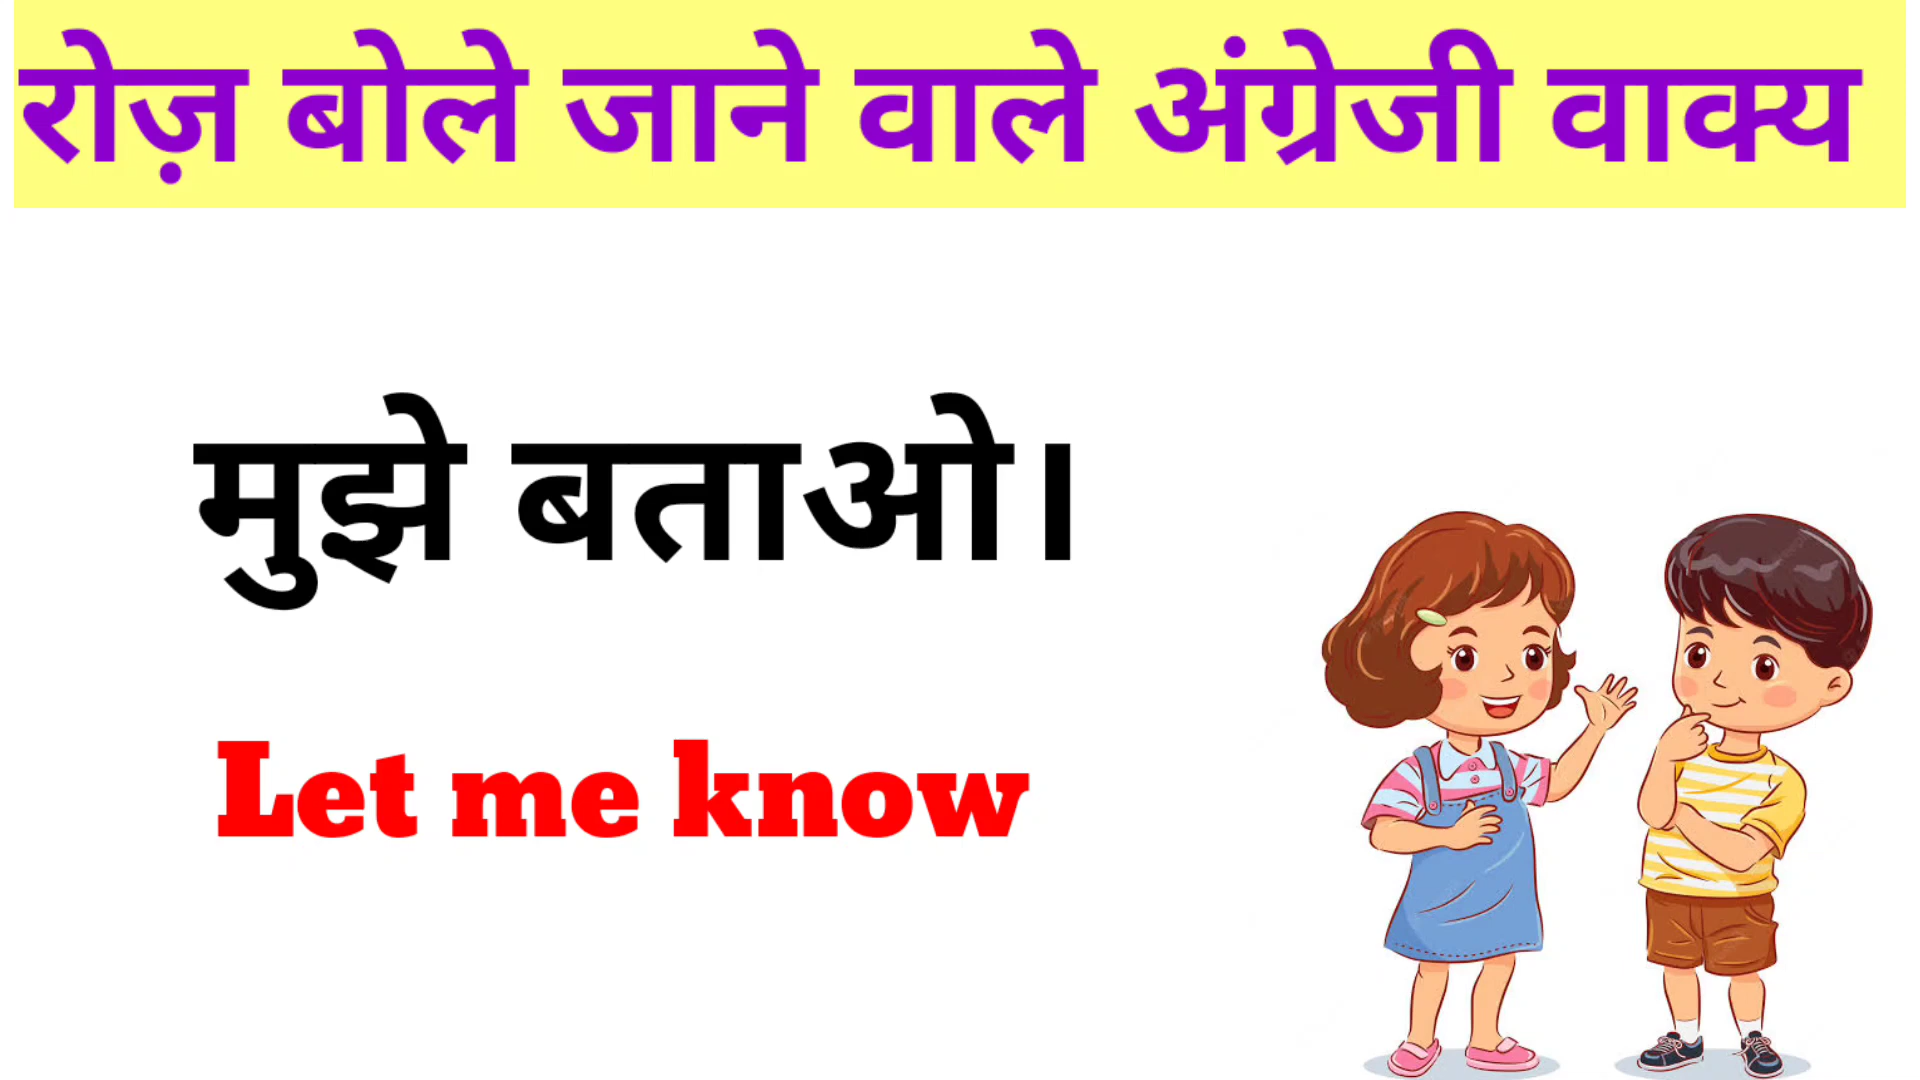 रोज़ बोले जाने वाले अंग्रेजी वाक्य
मुझे बताओ।
Let me know